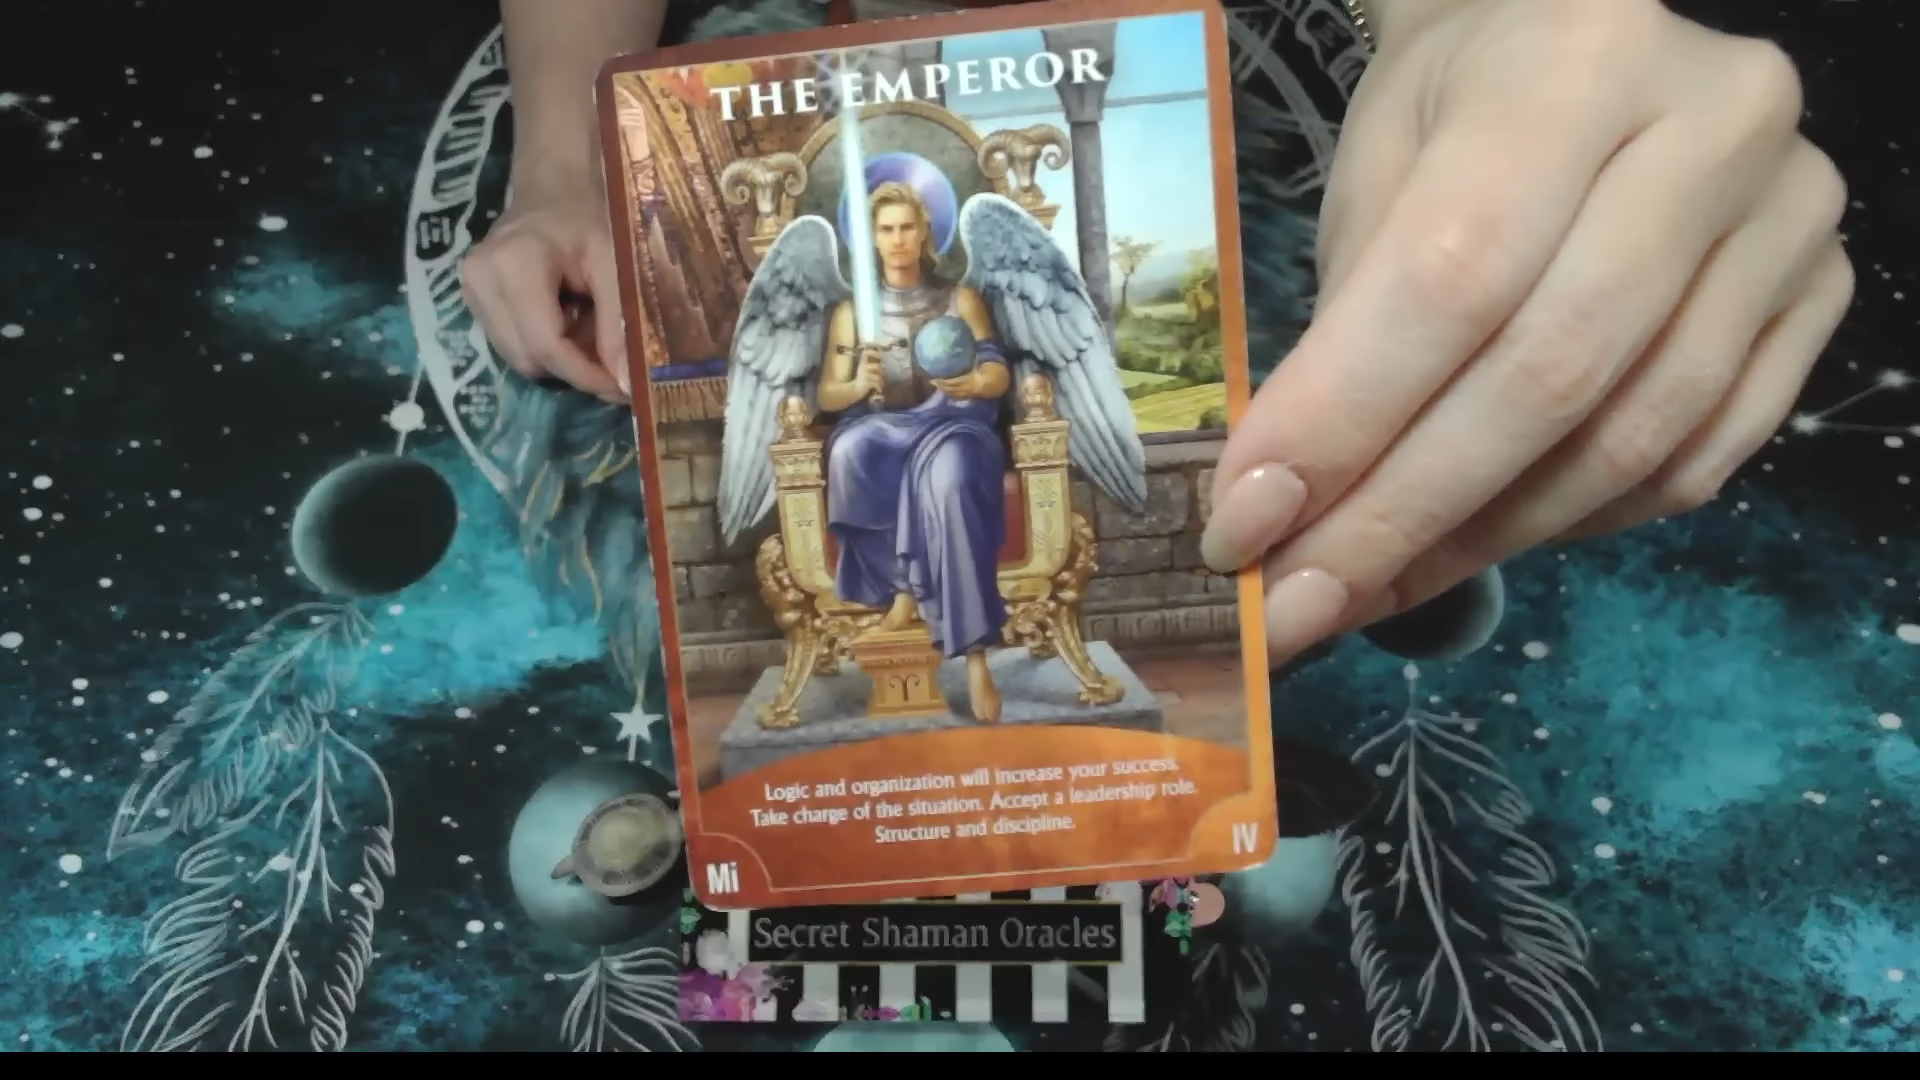 THE EMPEROR
Logic and organization will increase your success.
Take charge of the situation. Accept a leadership role.
Structure and discipline.
Mi
IV
Secret Shaman Oracles